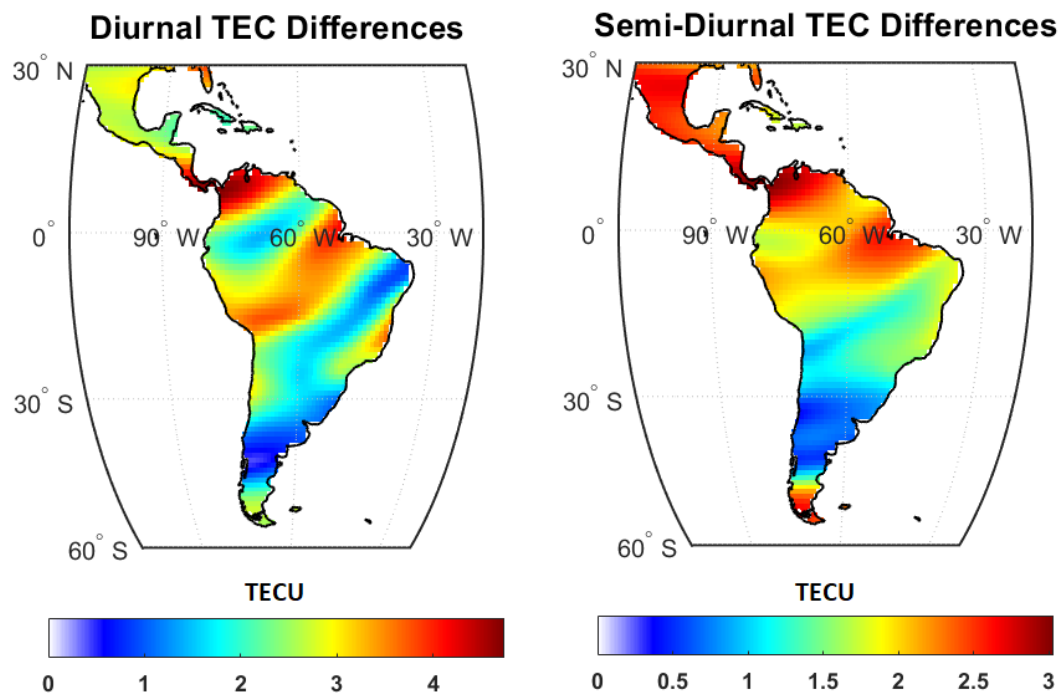 Diurnal TEC Differences
30° N
0°
90° W
60° W
30° W
30° S
60° S
TECU
0 1 2 3 4
Semi-Diurnal TEC Differences
30° N
0°
90° W
60° W
30° W
30° S
60° S
TECU
0 0.5 1 1.5 2 2.5 3